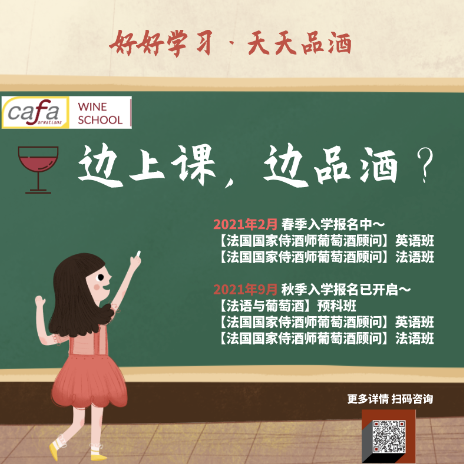 好好学习·天天品酒
cafa
formations
WINE
SCHOOL
边上课，边品酒？
2021年2月 春季入学报名中～
【法国国家侍酒师葡萄酒顾问】英语班
【法国国家侍酒师葡萄酒顾问】法语班
2021年9月 秋季入学报名已开启～
【法语与葡萄酒】预科班
【法国国家侍酒师葡萄酒顾问】英语班
【法国国家侍酒师葡萄酒顾问】法语班
更多详情 扫码咨询